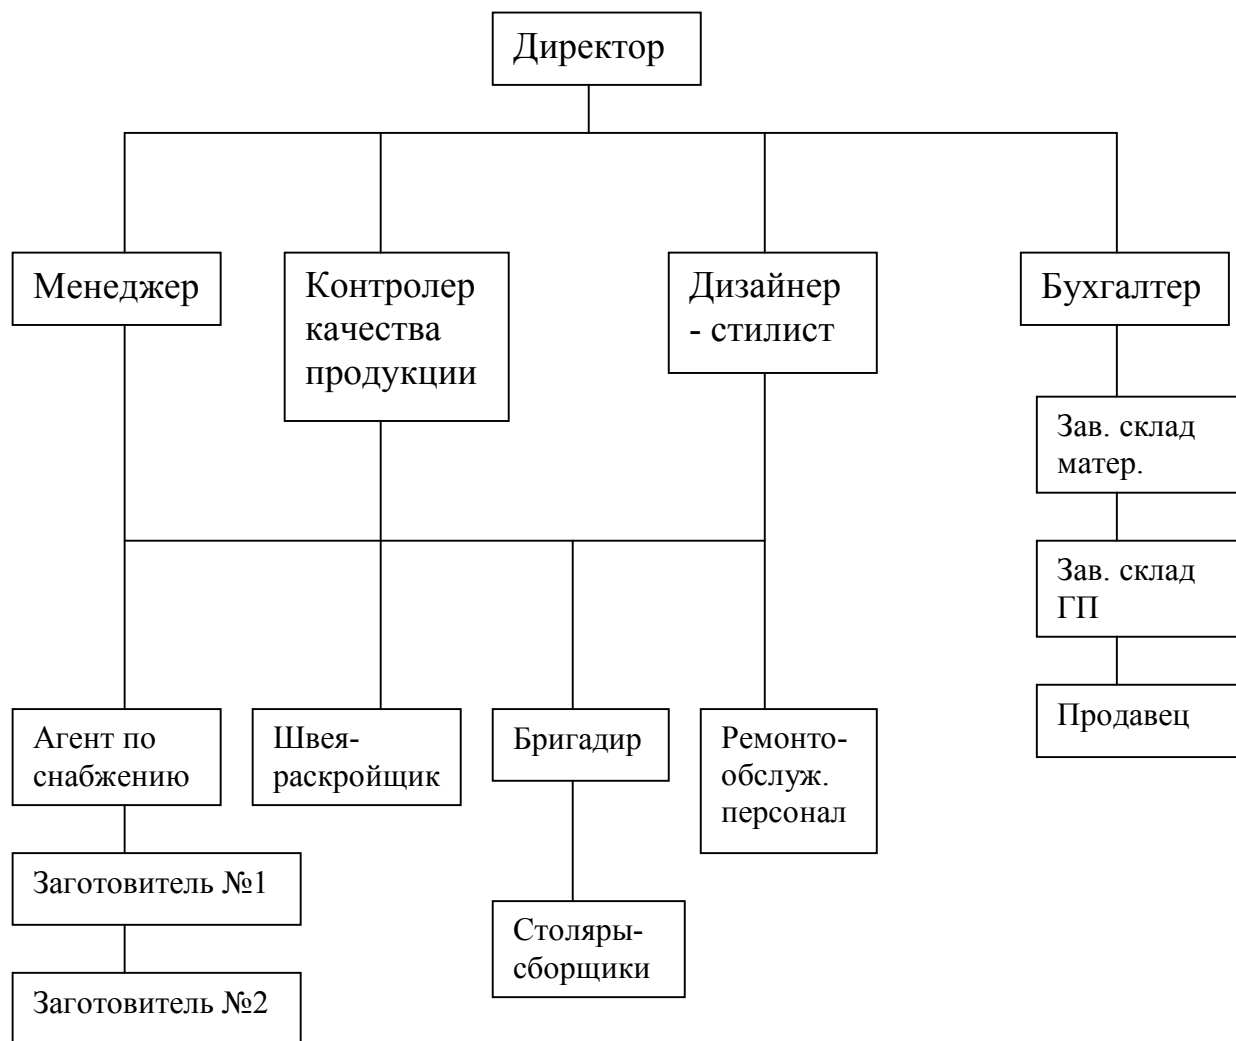 Директор
Менеджер
Контролер
качества
продукции
Дизайнер
- стилист
Бухгалтер
Зав. склад
матер.
Зав. склад
ГП
Продавец
Агент по
снабжению
Швея-
раскройщик
Бригадир
Ремонто-
обслуж.
персонал
Заготовитель №1
Столяры-
сборщики
Заготовитель №2